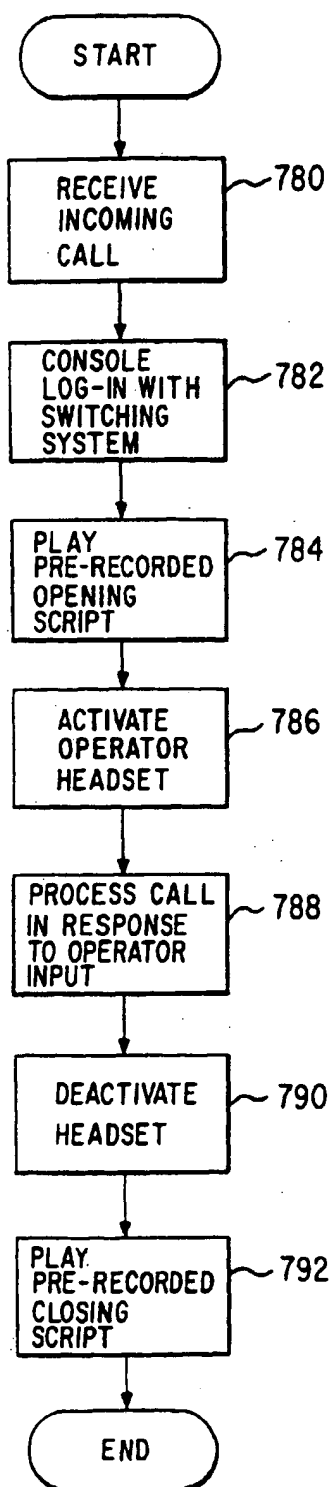 START
RECEIVE
INCOMING
CALL
780
CONSOLE
LOG-IN WITH
SWITCHING
SYSTEM
782
PLAY
PRE-RECORDED
OPENING
SCRIPT
784
ACTIVATE
OPERATOR
HEADSET
786
PROCESS CALL
IN RESPONSE
TO OPERATOR
INPUT
788
DEACTIVATE
HEADSET
790
PLAY
PRE-RECORDED
CLOSING
SCRIPT
792
END